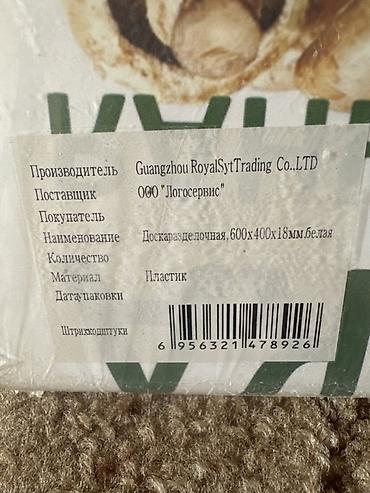 Производитель Guangzhou RoyalSytTrading Co..LTD
Поставщик ООО "Логосервис"
Покупатель
Наименование Доскаразделочная,600x400x18мм.белая
Количество
Материал Пластик
Датаупаковки
Штрихкодштуки
6 956321 478926